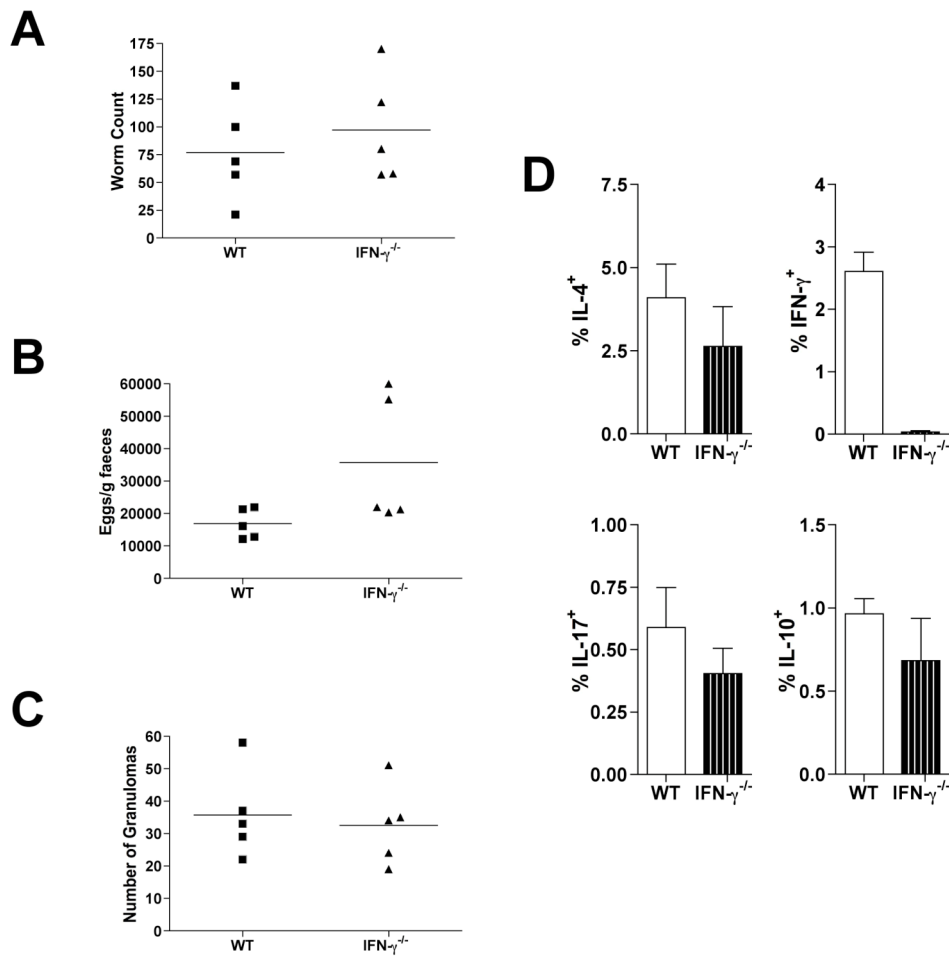 A
Worm Count
175
150
125
100
75
50
25
0
WT
IFN-γ-/-
B
Eggs/g faeces
60000
50000
40000
30000
20000
10000
0
WT
IFN-γ-/-
C
Number of Granulomas
60
50
40
30
20
10
0
WT
IFN-γ-/-
D
% IL-4+
7.5
5.0
2.5
0.0
WT
IFN-γ-/-
% IFN-γ+
4
3
2
1
0
WT
IFN-γ-/-
% IL-17+
1.00
0.75
0.50
0.25
0.00
WT
IFN-γ-/-
% IL-10+
1.5
1.0
0.5
0.0
WT
IFN-γ-/-